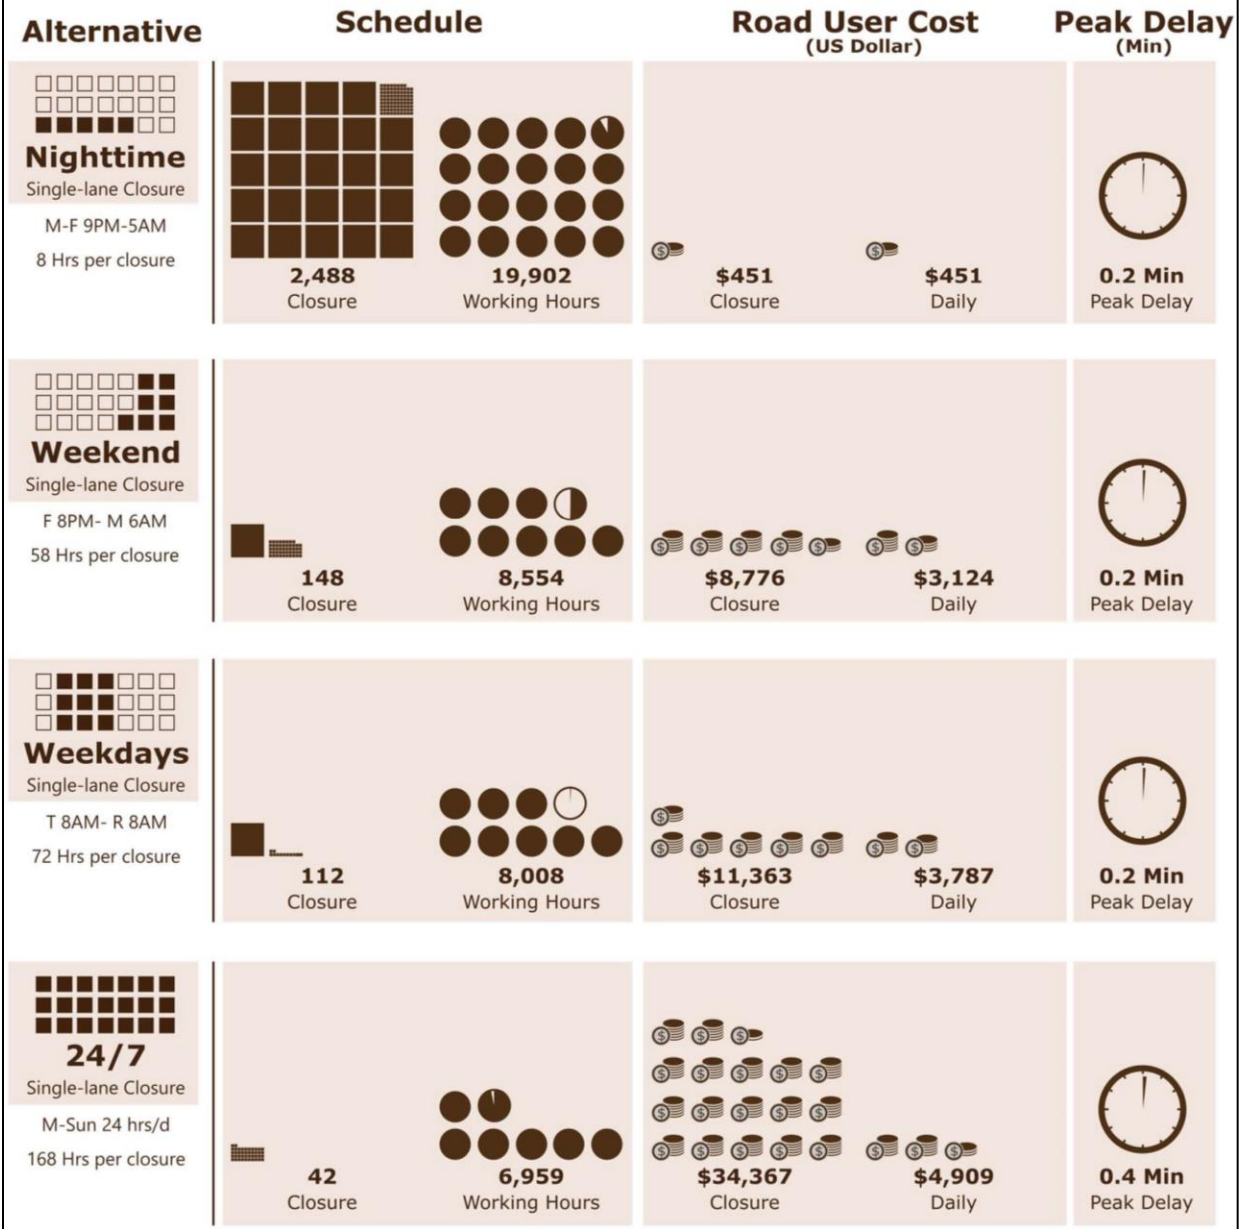 Alternative Schedule Road User Cost Peak Delay
(US Dollar) (Min)
Nighttime
Single-lane Closure
M-F 9PM-5AM
8 Hrs per closure
2,488 19,902 $451 $451 0.2 Min
Closure Working Hours Closure Daily Peak Delay
Weekend
Single-lane Closure
F 8PM- M 6AM
58 Hrs per closure
148 8,554 $8,776 $3,124 0.2 Min
Closure Working Hours Closure Daily Peak Delay
Weekdays
Single-lane Closure
T 8AM- R 8AM
72 Hrs per closure
112 8,008 $11,363 $3,787 0.2 Min
Closure Working Hours Closure Daily Peak Delay
24/7
Single-lane Closure
M-Sun 24 hrs/d
168 Hrs per closure
42 6,959 $34,367 $4,909 0.4 Min
Closure Working Hours Closure Daily Peak Delay